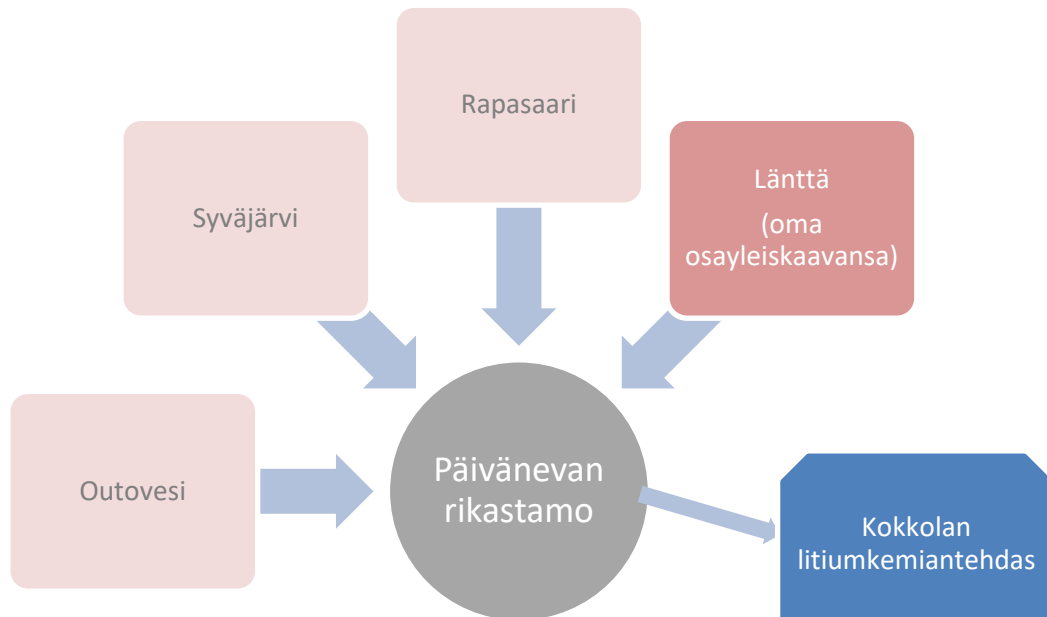 Rapasaari
Syväjärvi
Länttä
(oma
osayleiskaavansa)
Outovesi
Päivänevan
rikastamo
Kokkolan
litiumkemiantehdas